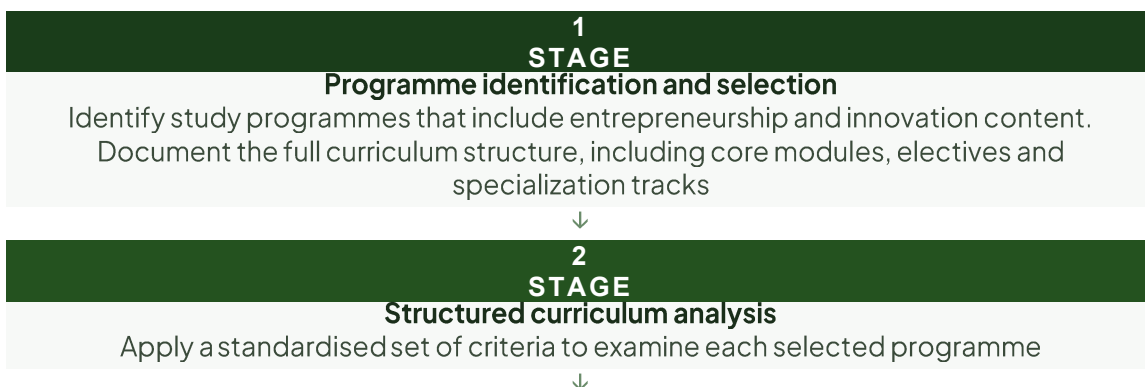 1
STAGE
Programme identification and selection
Identify study programmes that include entrepreneurship and innovation content.
Document the full curriculum structure, including core modules, electives and
specialization tracks
↓
2
STAGE
Structured curriculum analysis
Apply a standardised set of criteria to examine each selected programme
↓